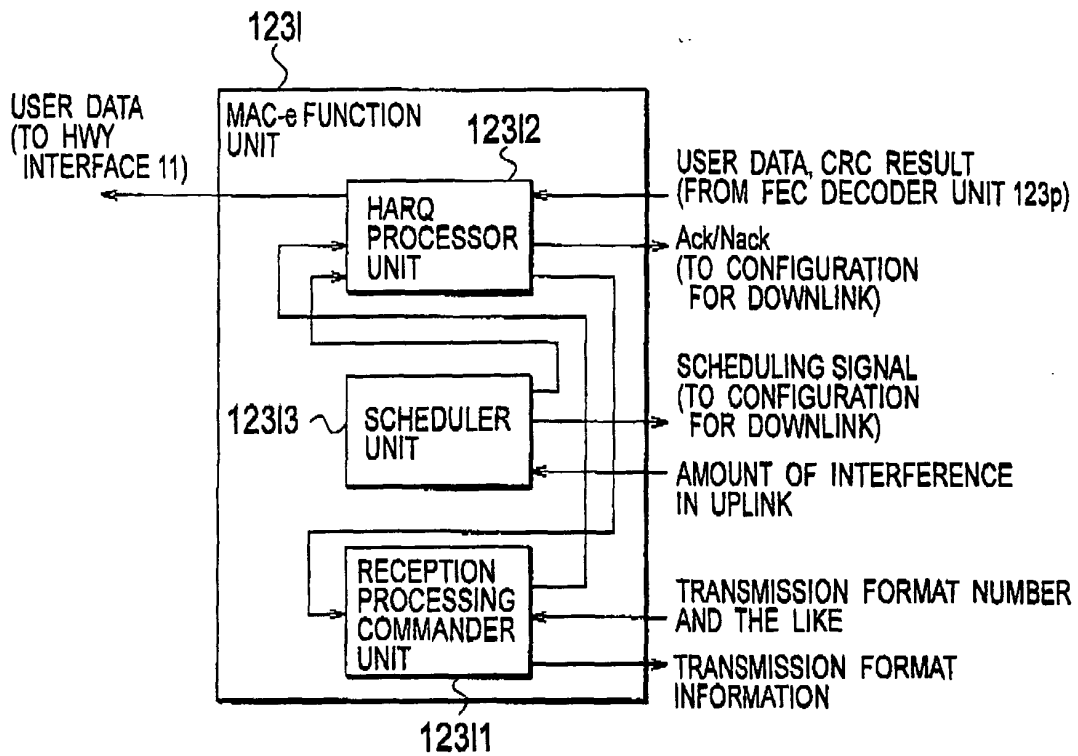 123l
USER DATA
(TO HWY
INTERFACE 11)
MAC-e FUNCTION
UNIT
123l2
HARQ
PROCESSOR
UNIT
USER DATA, CRC RESULT
(FROM FEC DECODER UNIT 123p)
Ack/Nack
(TO CONFIGURATION
FOR DOWNLINK)
123l3
SCHEDULER
UNIT
SCHEDULING SIGNAL
(TO CONFIGURATION
FOR DOWNLINK)
AMOUNT OF INTERFERENCE
IN UPLINK
RECEPTION
PROCESSING
COMMANDER
UNIT
TRANSMISSION FORMAT NUMBER
AND THE LIKE
TRANSMISSION FORMAT
INFORMATION
123l1